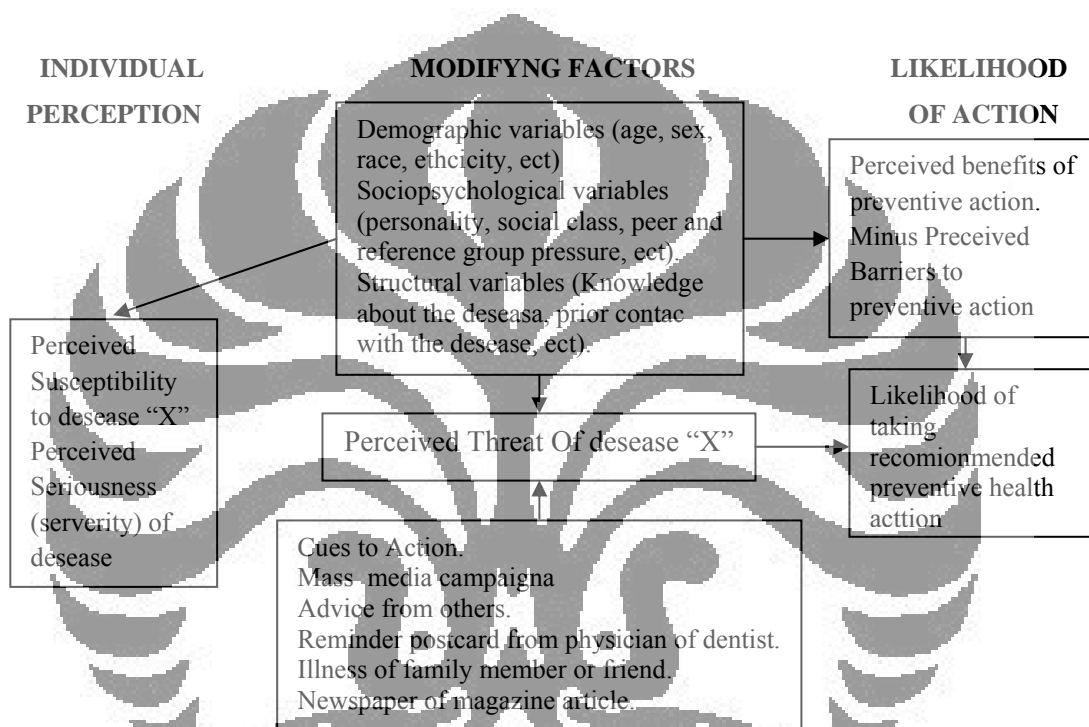 INDIVIDUAL
PERCEPTION
MODIFYNG FACTORS
LIKELIHOOD
OF ACTION
Demographic variables (age, sex,
race, ethcicity, ect)
Sociopsychological variables
(personality, social class, peer and
reference group pressure, ect).
Structural variables (Knowledge
about the deseasa, prior contac
with the desease, ect).
Perceived benefits of
preventive action.
Minus Preceived
Barriers to
preventive action
Perceived
Susceptibility
to desease “X”
Perceived
Seriousness
(serverity) of
desease
Perceived Threat Of desease “X”
Likelihood of
taking
recomionmended
preventive health
acttion
Cues to Action.
Mass media campaigna
Advice from others.
Reminder postcard from physician of dentist.
Illness of family member or friend.
Newspaper of magazine article.